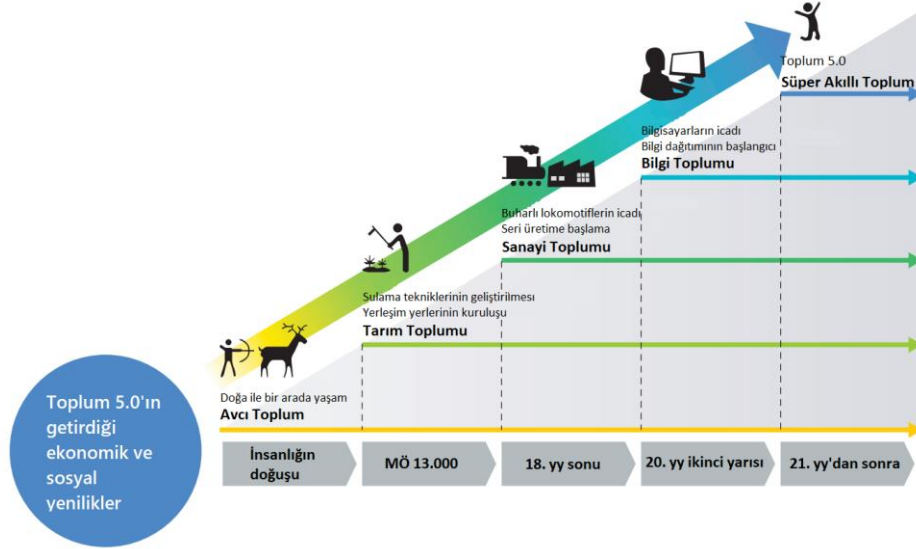 Toplum 5.0
Süper Akıllı Toplum
Bilgisayarların icadı
Bilgi dağıtımının başlangıcı
Bilgi Toplumu
Buharlı lokomotiflerin icadı
Seri üretime başlama
Sanayi Toplumu
Sulama tekniklerinin geliştirilmesi
Yerleşim yerlerinin kuruluşu
Tarım Toplumu
Doğa ile bir arada yaşam
Avcı Toplum
Toplum 5.0'ın
getirdiği
ekonomik ve
sosyal
yenilikler
İnsanlığın
doğuşu
MÖ 13.000
18. yy sonu
20. yy ikinci yarısı
21. yy'dan sonra